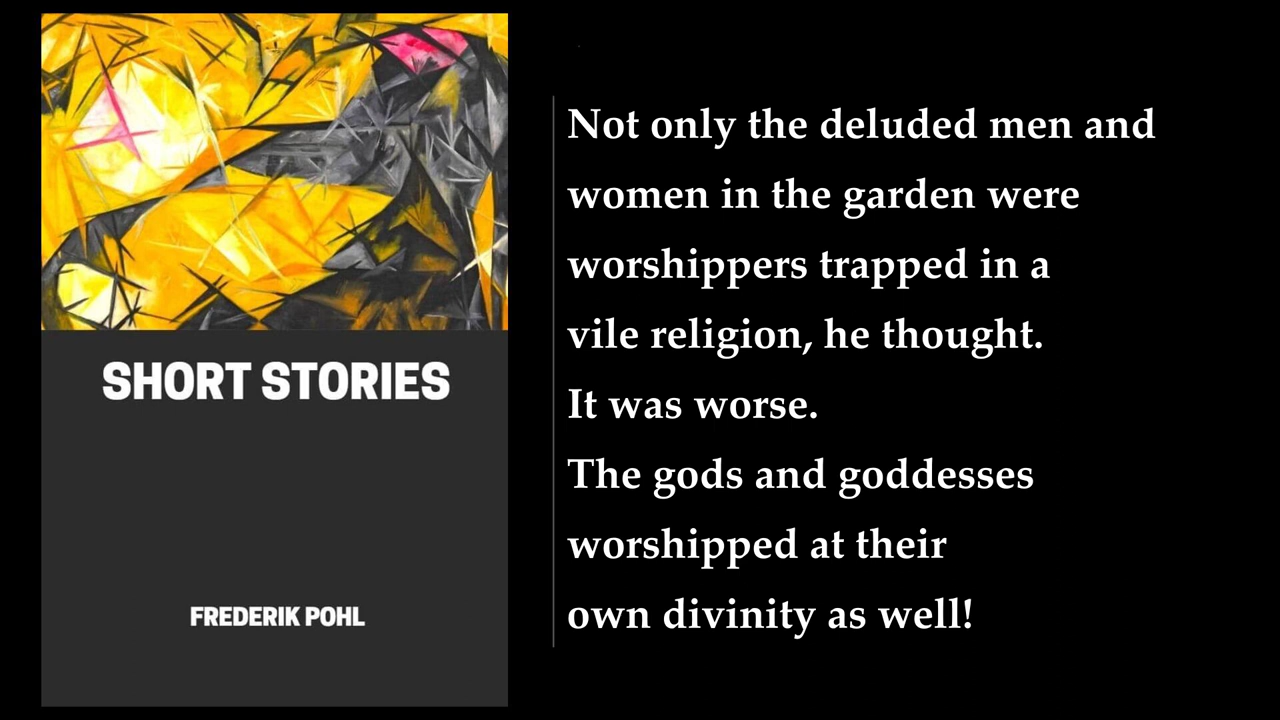 SHORT STORIES
FREDERIK POHL
Not only the deluded men and
women in the garden were
worshippers trapped in a
vile religion, he thought.
It was worse.
The gods and goddesses
worshipped at their
own divinity as well!